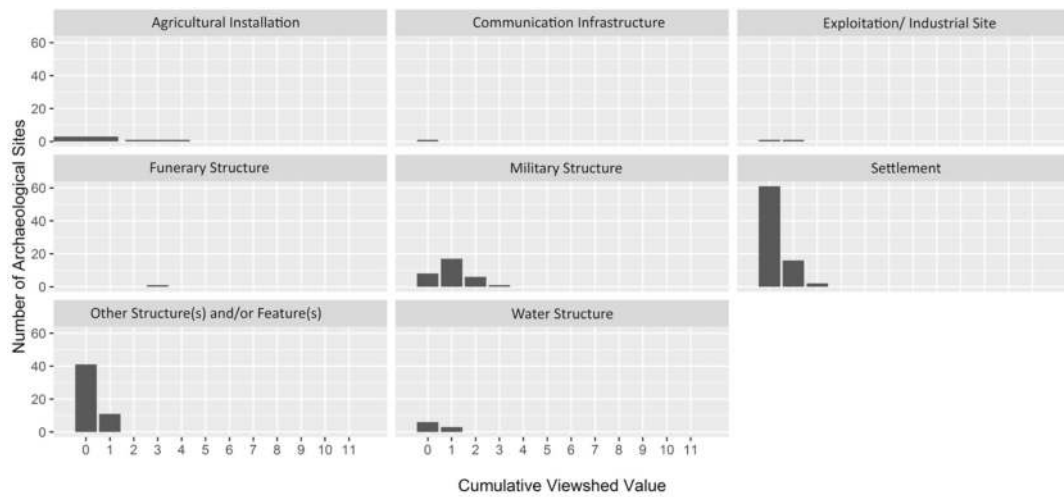 Agricultural Installation
Communication Infrastructure
Exploitation/ Industrial Site
60
40
20
0
Funerary Structure
Military Structure
Settlement
60
40
20
0
Other Structure(s) and/or Feature(s)
Water Structure
60
40
20
0
0 1 2 3 4 5 6 7 8 9 10 11
0 1 2 3 4 5 6 7 8 9 10 11
Number of Archaeological Sites
Cumulative Viewshed Value